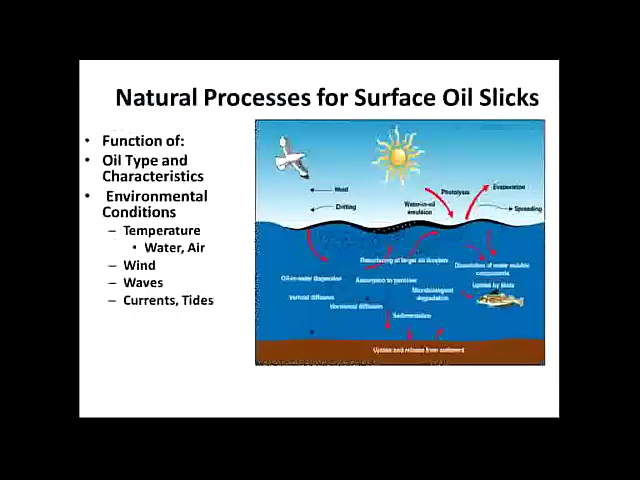 Natural Processes for Surface Oil Slicks
• Function of:
• Oil Type and
Characteristics
• Environmental
Conditions
– Temperature
• Water, Air
– Wind
– Waves
– Currents, Tides
Wind
Drifting
Water-in-oil
emulsion
Photolysis
Evaporation
Spreading
Oil-in-water dispersion
Resurfacing of larger oil droplets
Adsorption to particles
Dissolution of water soluble
components
Uptake by biota
Microbiological
degradation
Vertical diffusion
Horizontal diffusion
Sedimentation
Uptake and release from sediment